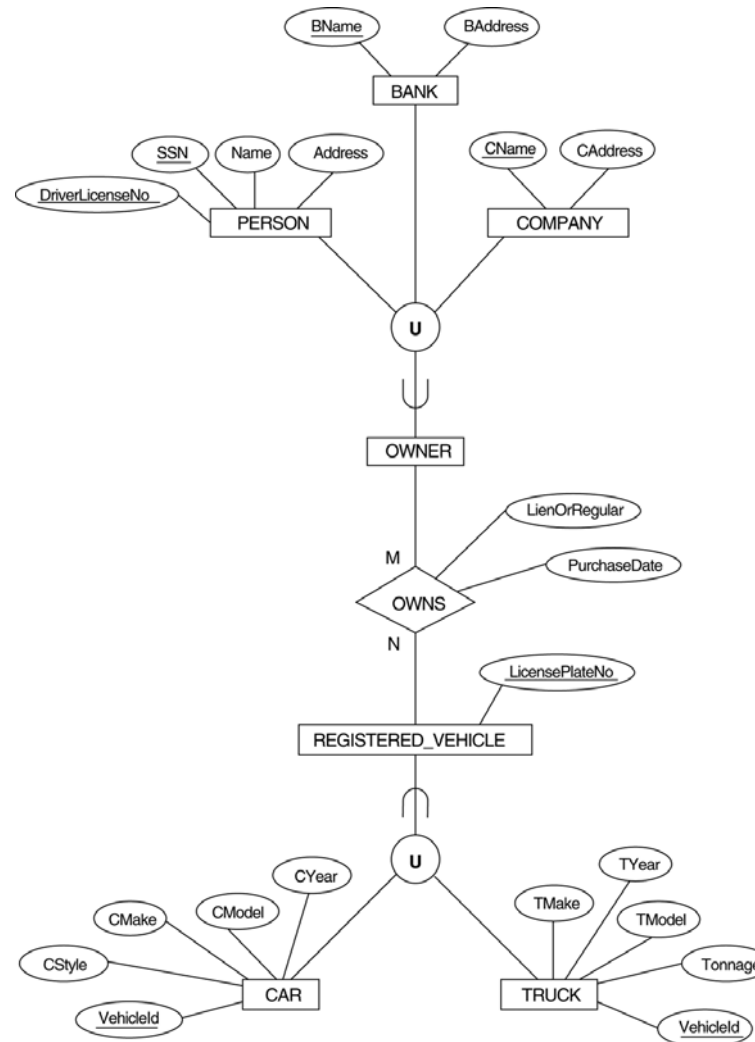 BName
BAddress
BANK
SSN
Name
Address
CName
CAddress
DriverLicenseNo
PERSON
COMPANY
U
OWNER
LienOrRegular
M
PurchaseDate
OWNS
N
LicensePlateNo
REGISTERED_VEHICLE
U
CYear
TYear
CModel
TMake
CMake
TModel
CStyle
Tonnage
CAR
TRUCK
VehicleId
VehicleId